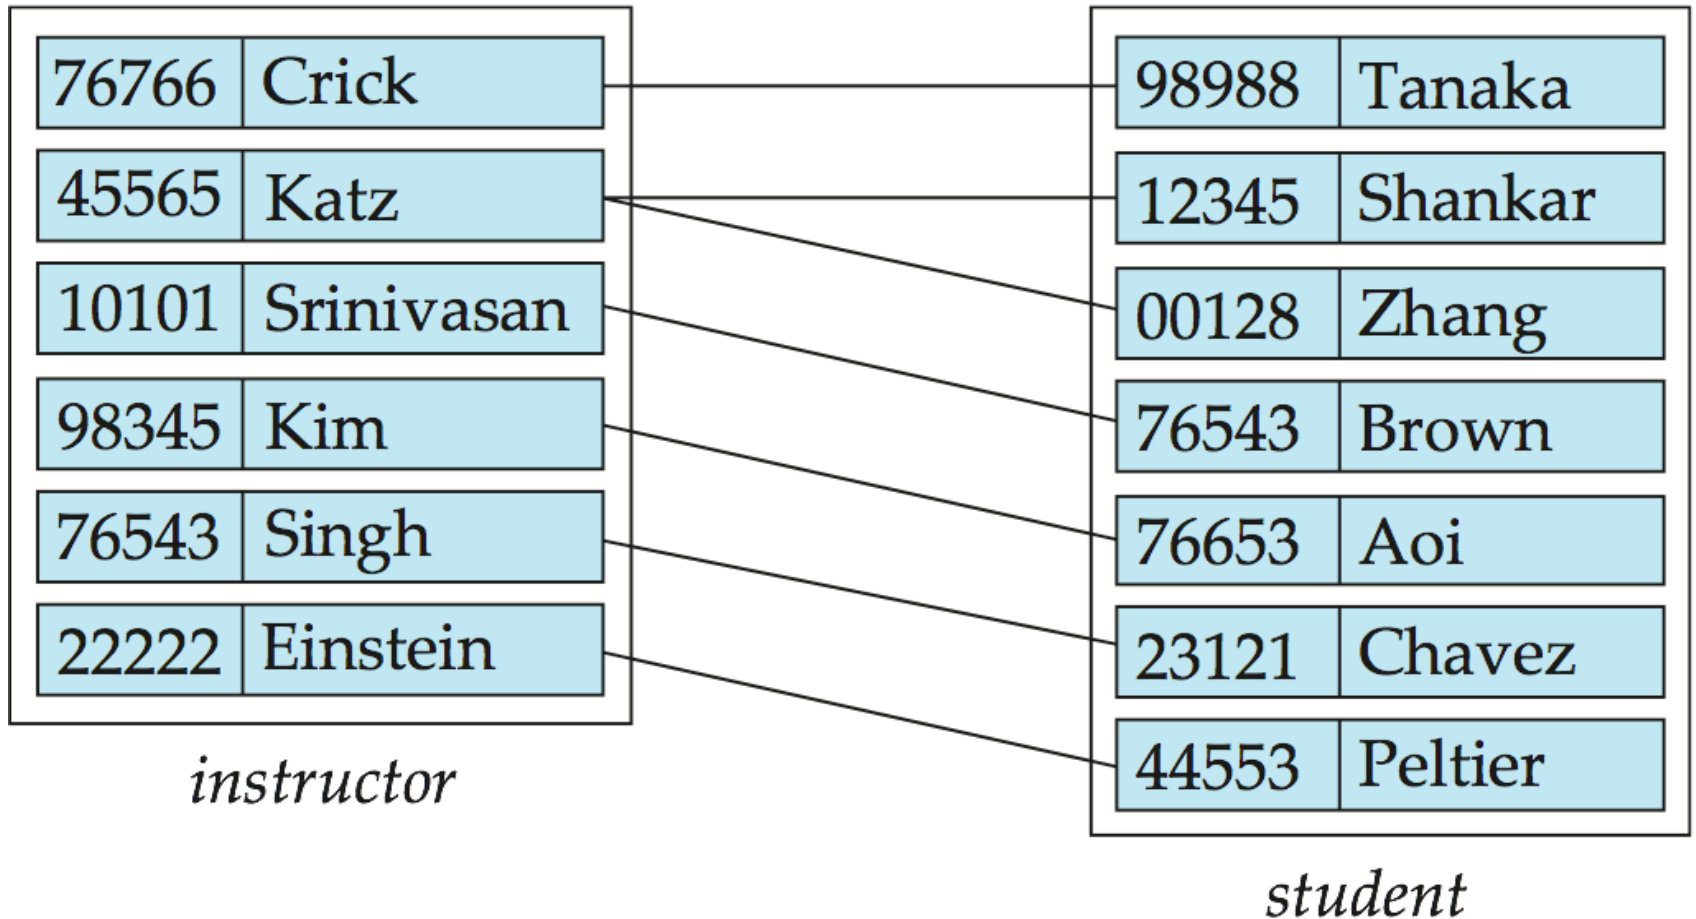 76766 Crick
45565 Katz
10101 Srinivasan
98345 Kim
76543 Singh
22222 Einstein
instructor
98988 Tanaka
12345 Shankar
00128 Zhang
76543 Brown
76653 Aoi
23121 Chavez
44553 Peltier
student